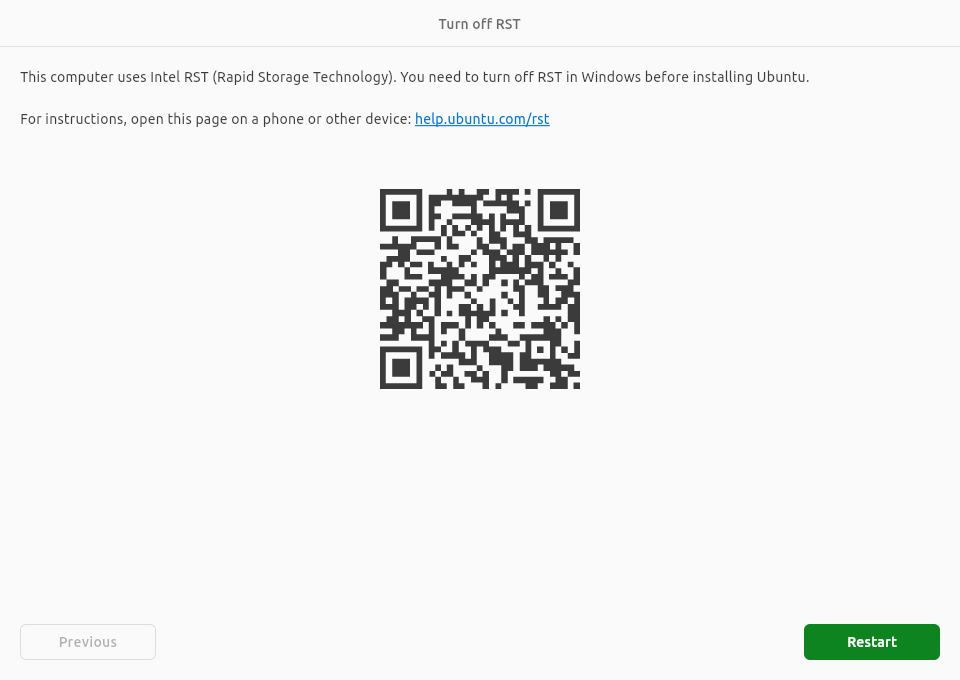 Turn off RST
This computer uses Intel RST (Rapid Storage Technology). You need to turn off RST in Windows before installing Ubuntu.
For instructions, open this page on a phone or other device: help.ubuntu.com/rst
Previous
Restart